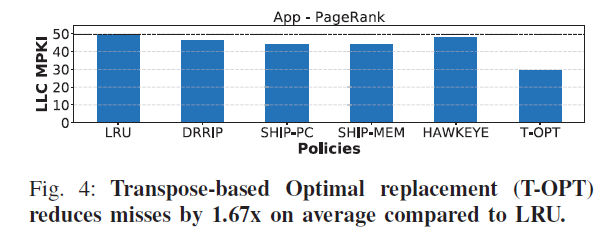 App - PageRank
LLC MPKI
50
40
30
20
10
0
LRU DRRIP SHIP-PC SHIP-MEM HAWKEYE T-OPT
Policies
Fig. 4: Transpose-based Optimal replacement (T-OPT)
reduces misses by 1.67x on average compared to LRU.